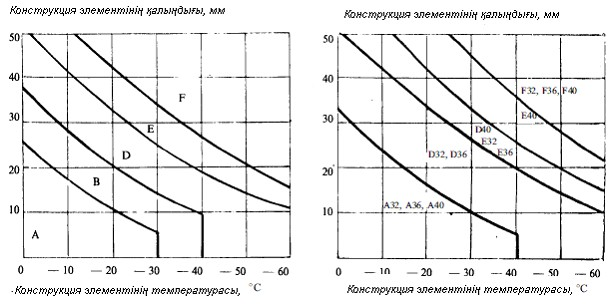 Конструкция элементінің қалыңдығы, мм
50
40
30
20
10
F
E
D
B
A
0 — 10 — 20 — 30 — 40 — 50 — 60
Конструкция элементінің температурасы, °С
Конструкция элементінің қалыңдығы, мм
50
40
30
20
10
F32, F36, F40
E40
D40
E32
D32, D36
E36
A32, A36, A40
0 — 10 — 20 — 30 — 40 — 50 — 60
Конструкция элементінің температурасы, °С